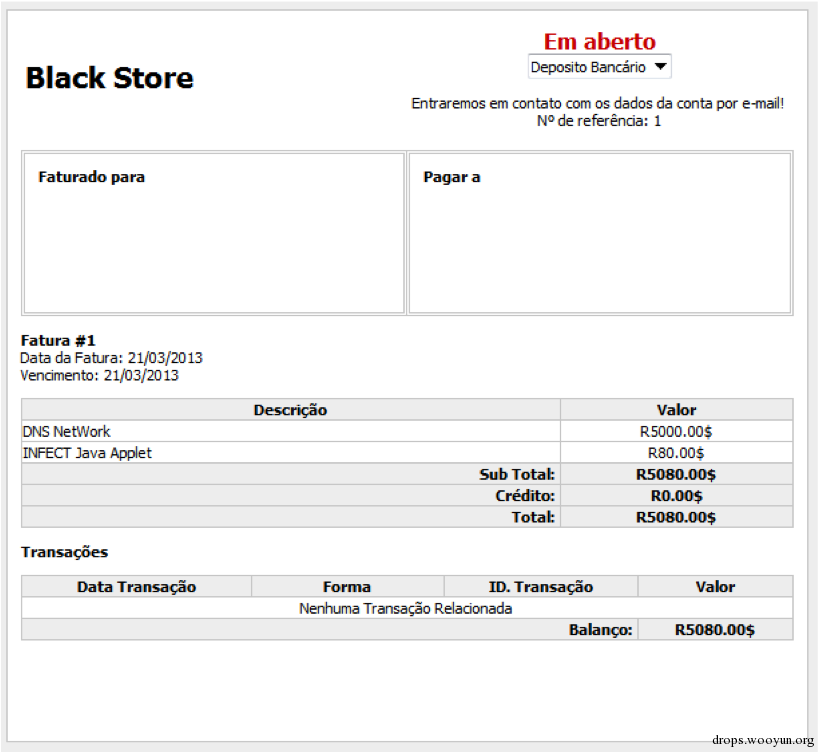 Black Store
Em aberto
Deposito Bancário
Entraremos em contato com os dados da conta por e-mail!
Nº de referência: 1
Faturado para
Pagar a
Fatura #1
Data da Fatura: 21/03/2013
Vencimento: 21/03/2013
Descrição Valor
DNS NetWork R5000.00$
INFECT Java Applet R80.00$
Sub Total: R5080.00$
Crédito: R0.00$
Total: R5080.00$
Transações
Data Transação Forma ID. Transação Valor
Nenhuma Transação Relacionada
Balanço: R5080.00$
drops.wooyun.org